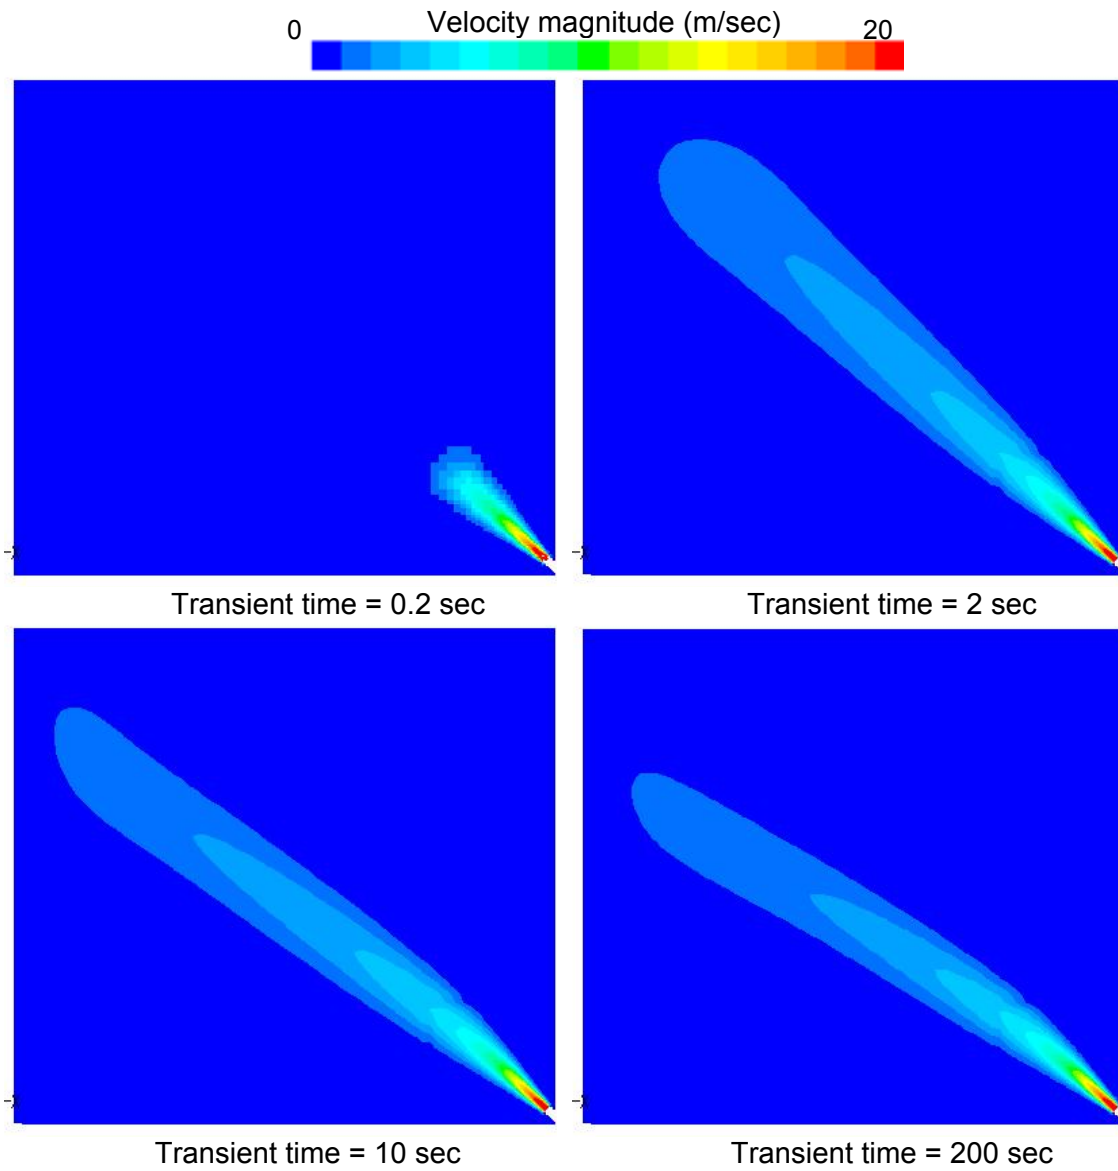 Velocity magnitude (m/sec)
0 20
Transient time = 0.2 sec
Transient time = 2 sec
Transient time = 10 sec
Transient time = 200 sec